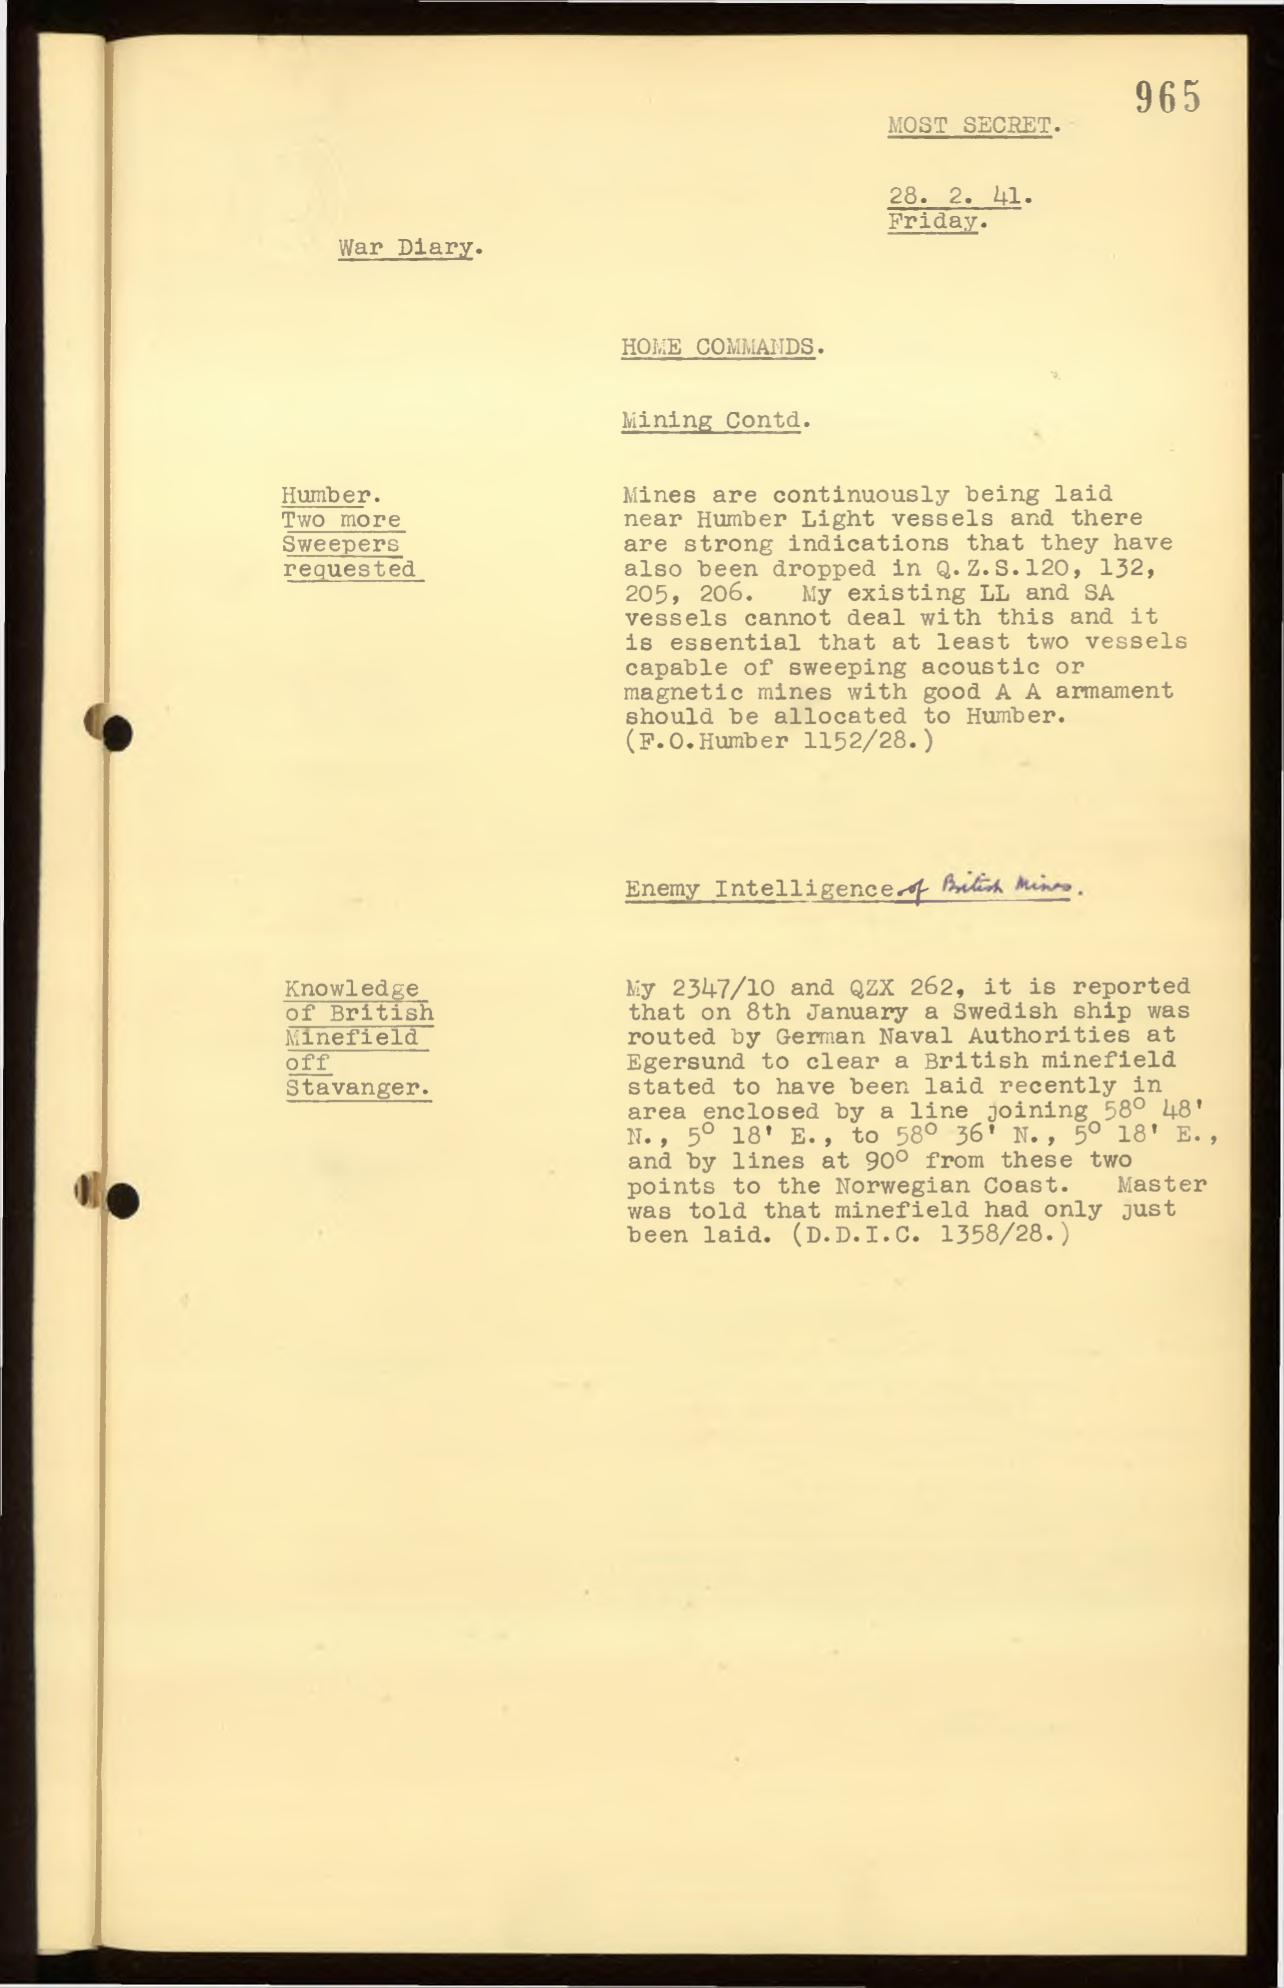 965
MOST SECRET.
28. 2. 41.
Friday.
War Diary.
HOME COMMANDS.
Mining Contd.
Humber.
Two more
Sweepers
requested
Mines are continuously being laid
near Humber Light vessels and there
are strong indications that they have
also been dropped in Q.Z.S.120, 132,
205, 206. My existing LL and SA
vessels cannot deal with this and it
is essential that at least two vessels
capable of sweeping acoustic or
magnetic mines with good A A armament
should be allocated to Humber.
(F.O.Humber 1152/28.)
Enemy Intelligence of British Mines.
Knowledge
of British
Minefield
off
Stavanger.
My 2347/10 and QZX 262, it is reported
that on 8th January a Swedish ship was
routed by German Naval Authorities at
Egersund to clear a British minefield
stated to have been laid recently in
area enclosed by a line joining 58° 48'
N., 5° 18' E., to 58° 36' N., 5° 18' E.,
and by lines at 90° from these two
points to the Norwegian Coast. Master
was told that minefield had only just
been laid. (D.D.I.C. 1358/28.)